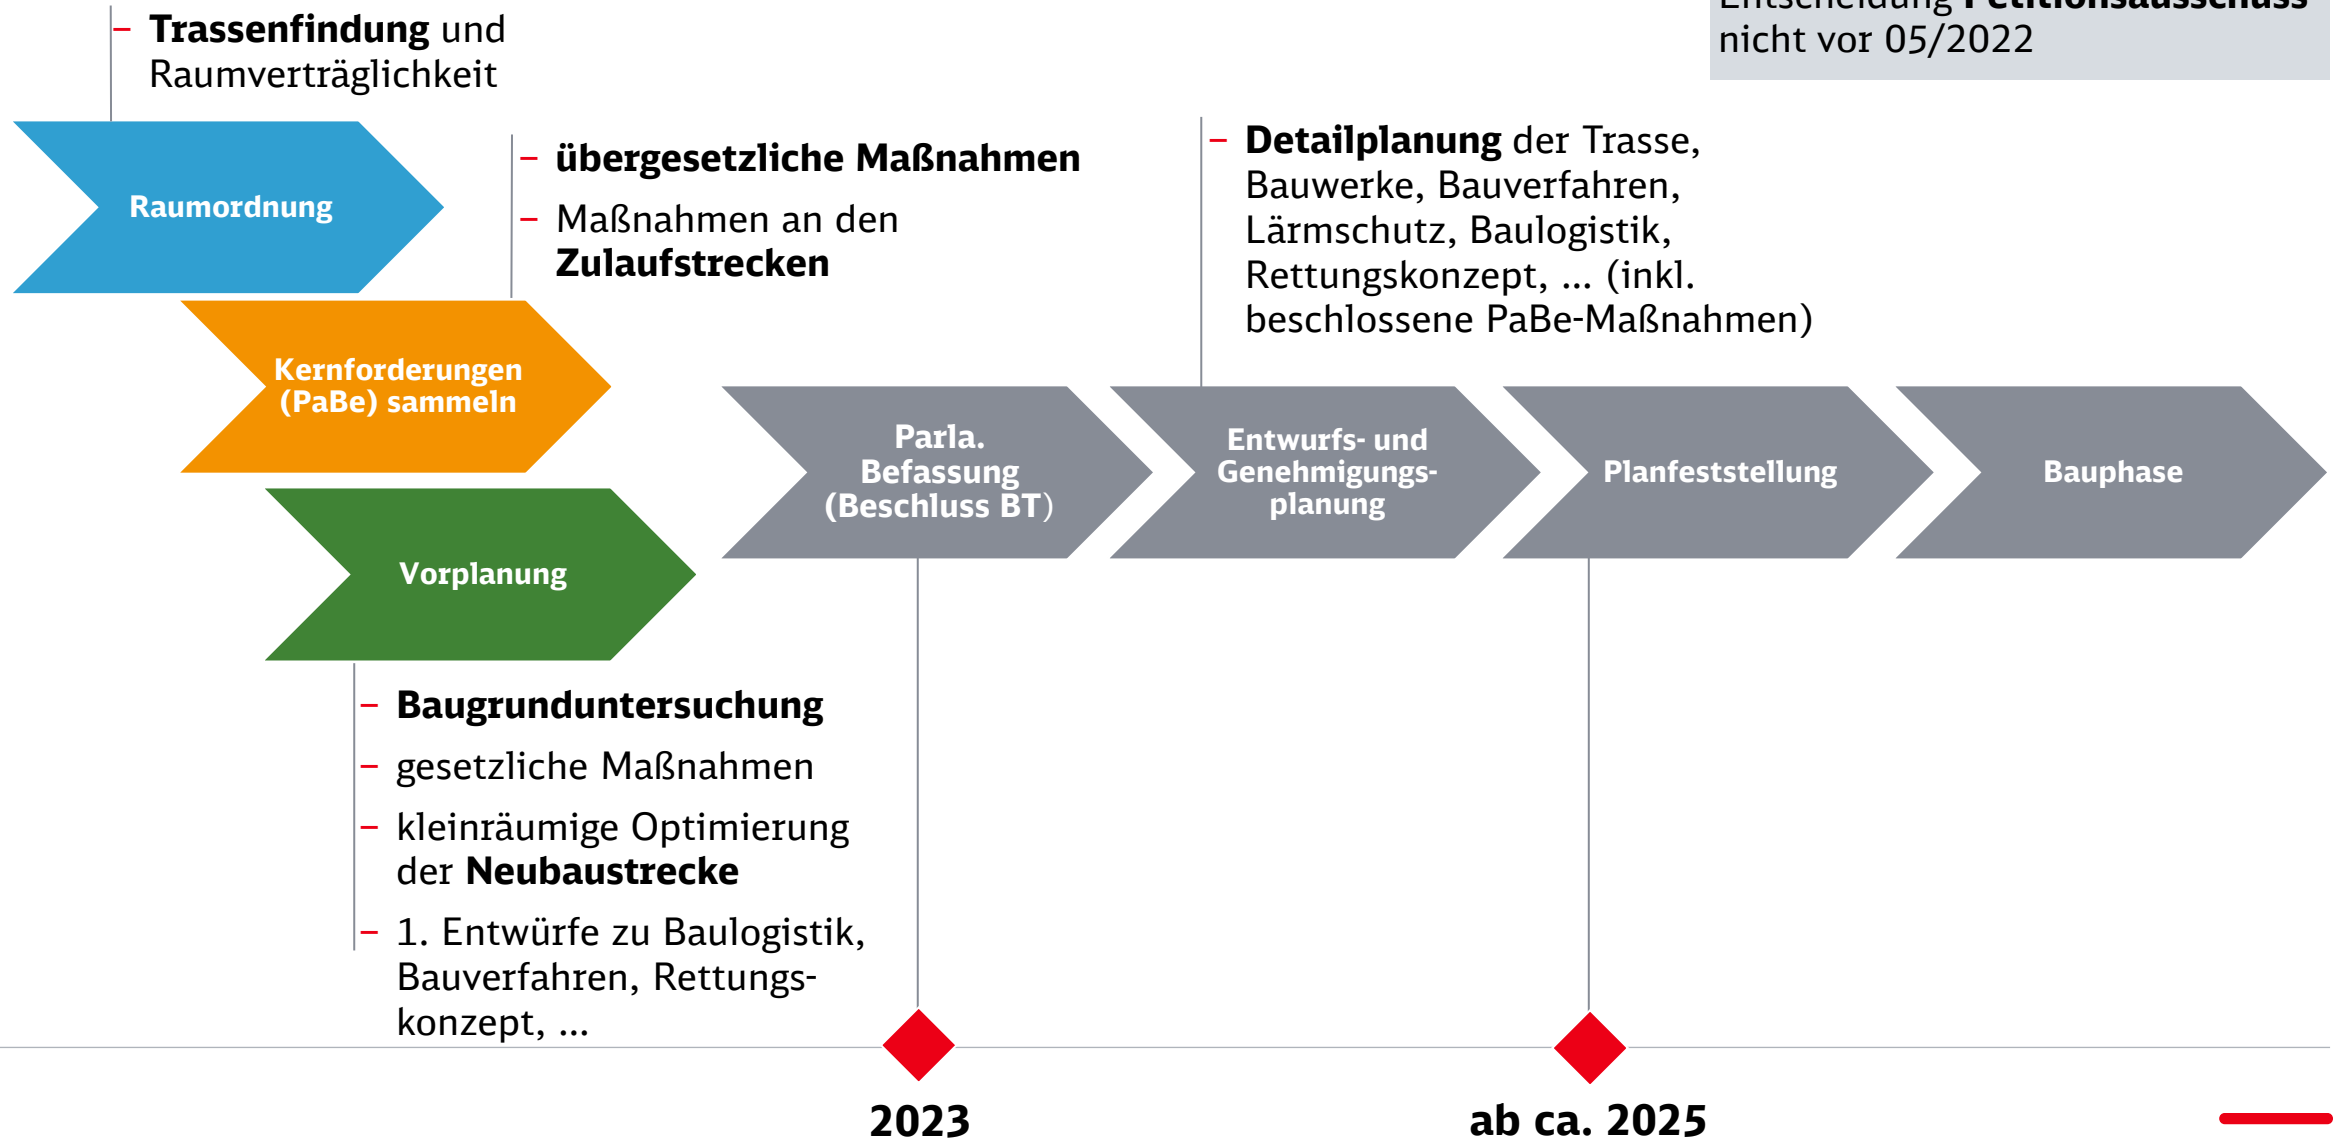 – Trassenfindung und
Raumverträglichkeit
Entscheidung Petitionsausschuss
nicht vor 05/2022
Raumordnung
– übergesetzliche Maßnahmen
– Maßnahmen an den
Zulaufstrecken
– Detailplanung der Trasse,
Bauwerke, Bauverfahren,
Lärmschutz, Baulogistik,
Rettungskonzept, ... (inkl.
beschlossene PaBe-Maßnahmen)
Kernforderungen
(PaBe) sammeln
Parla.
Befassung
(Beschluss BT)
Entwurfs- und
Genehmigungs-
planung
Planfeststellung
Bauphase
Vorplanung
– Baugrunduntersuchung
– gesetzliche Maßnahmen
– kleinräumige Optimierung
der Neubaustrecke
– 1. Entwürfe zu Baulogistik,
Bauverfahren, Rettungs-
konzept, ...
2023
ab ca. 2025